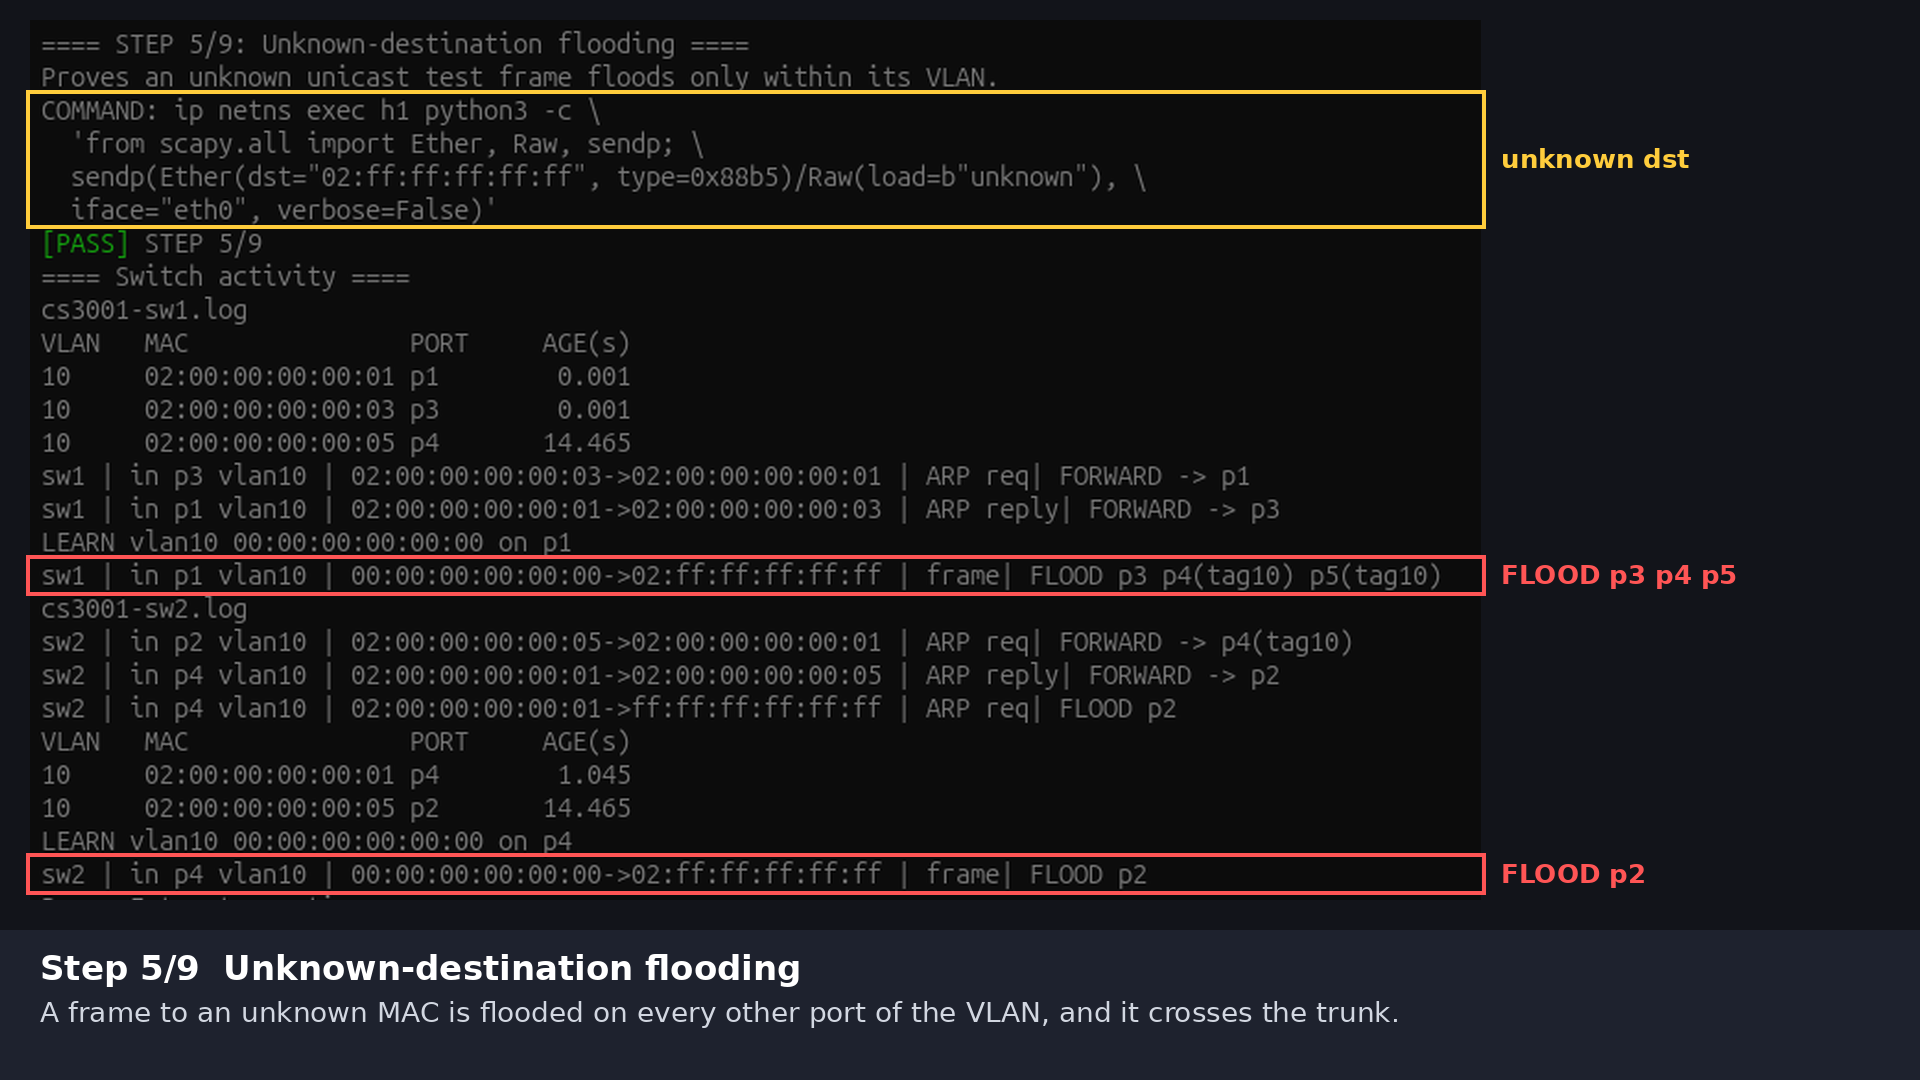 ==== STEP 5/9: Unknown-destination flooding ====
Proves an unknown unicast test frame floods only within its VLAN.
COMMAND: ip netns exec h1 python3 -c \
'from scapy.all import Ether, Raw, sendp; \
sendp(Ether(dst="02:ff:ff:ff:ff:ff", type=0x88b5)/Raw(load=b"unknown"), \
iface="eth0", verbose=False)'
unknown dst
[PASS] STEP 5/9
==== Switch activity ====
cs3001-sw1.log
VLAN MAC PORT AGE(s)
10 02:00:00:00:00:01 p1 0.001
10 02:00:00:00:00:03 p3 0.001
10 02:00:00:00:00:05 p4 14.465
sw1 | in p3 vlan10 | 02:00:00:00:00:03->02:00:00:00:00:01 | ARP req| FORWARD -> p1
sw1 | in p1 vlan10 | 02:00:00:00:00:01->02:00:00:00:00:03 | ARP reply| FORWARD -> p3
LEARN vlan10 00:00:00:00:00:00 on p1
sw1 | in p1 vlan10 | 00:00:00:00:00:00->02:ff:ff:ff:ff:ff | frame| FLOOD p3 p4(tag10) p5(tag10)
FLOOD p3 p4 p5
cs3001-sw2.log
sw2 | in p2 vlan10 | 02:00:00:00:00:05->02:00:00:00:00:01 | ARP req| FORWARD -> p4(tag10)
sw2 | in p4 vlan10 | 02:00:00:00:00:01->02:00:00:00:00:05 | ARP reply| FORWARD -> p2
sw2 | in p4 vlan10 | 02:00:00:00:00:01->ff:ff:ff:ff:ff:ff | ARP req| FLOOD p2
VLAN MAC PORT AGE(s)
10 02:00:00:00:00:01 p4 1.045
10 02:00:00:00:00:05 p2 14.465
LEARN vlan10 00:00:00:00:00:00 on p4
sw2 | in p4 vlan10 | 00:00:00:00:00:00->02:ff:ff:ff:ff:ff | frame| FLOOD p2
FLOOD p2
Step 5/9 Unknown-destination flooding
A frame to an unknown MAC is flooded on every other port of the VLAN, and it crosses the trunk.